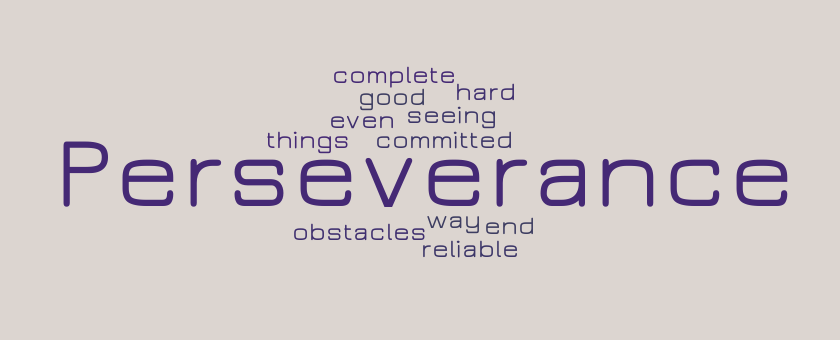 complete
good hard
even seeing
things committed
Perseverance
obstacles way end
reliable